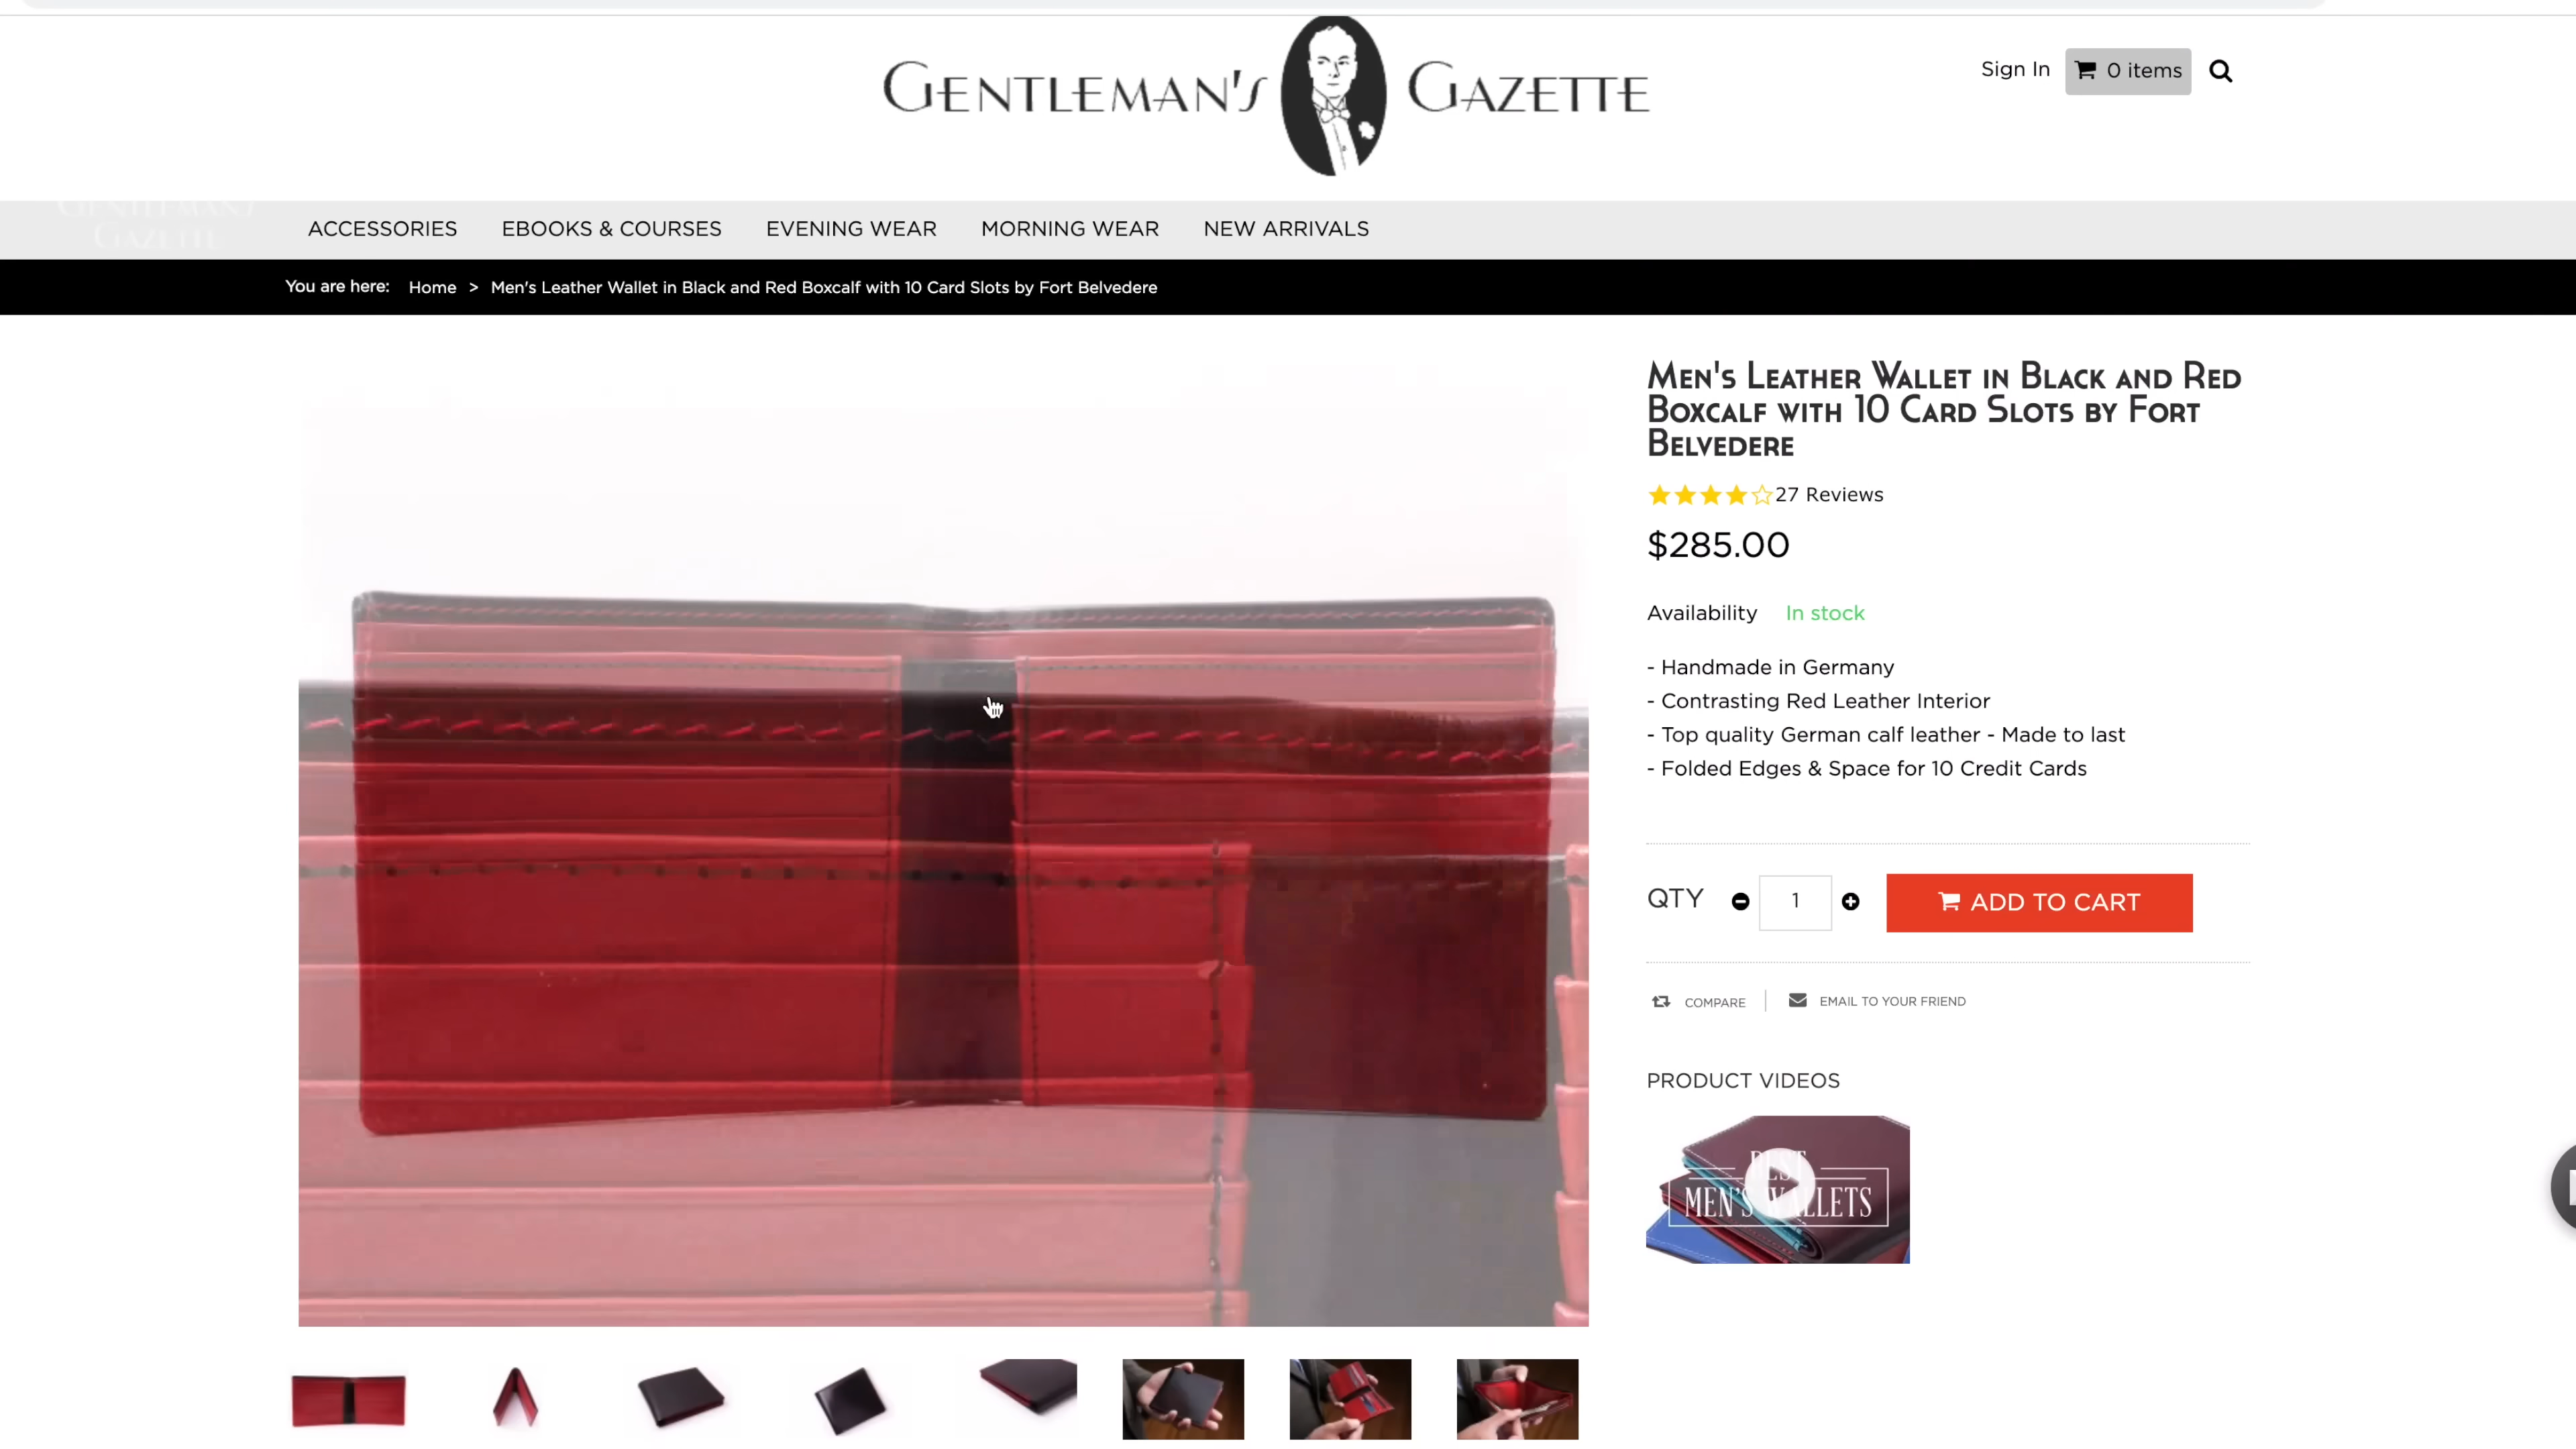 GENTLEMAN'S GAZETTE
Sign In
0 items
GENTLEMAN'S
GAZETTE
ACCESSORIES
EBOOKS & COURSES
EVENING WEAR
MORNING WEAR
NEW ARRIVALS
You are here: Home > Men's Leather Wallet in Black and Red Boxcalf with 10 Card Slots by Fort Belvedere
Men's Leather Wallet in Black and Red
Boxcalf with 10 Card Slots by Fort
Belvedere
27 Reviews
$285.00
Availability In stock
- Handmade in Germany
- Contrasting Red Leather Interior
- Top quality German calf leather - Made to last
- Folded Edges & Space for 10 Credit Cards
QTY 1 ADD TO CART
COMPARE
EMAIL TO YOUR FRIEND
PRODUCT VIDEOS
BEST
MEN'S WALLETS